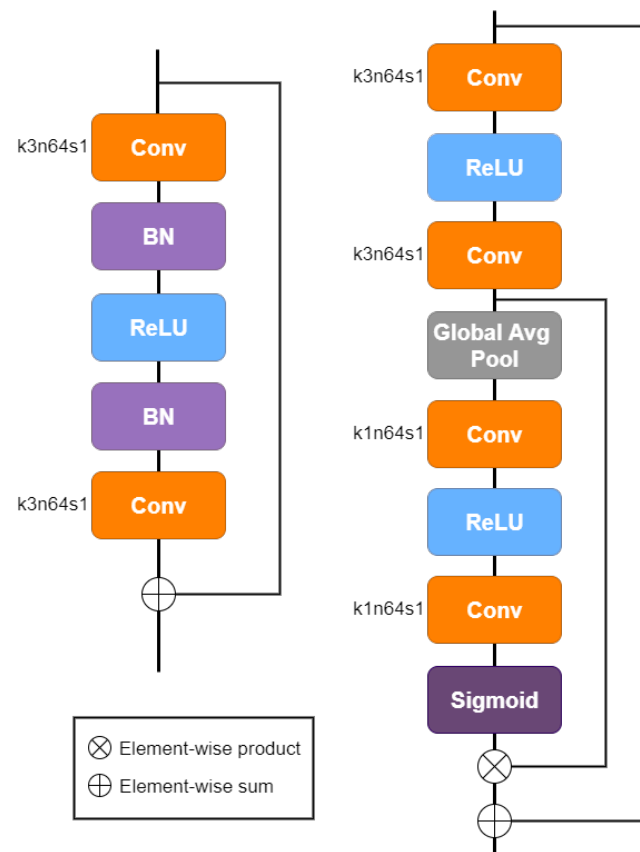 k3n64s1
Conv
BN
ReLU
BN
k3n64s1
Conv
k3n64s1
Conv
ReLU
k3n64s1
Conv
Global Avg
Pool
k1n64s1
Conv
ReLU
k1n64s1
Conv
Sigmoid
Element-wise product
Element-wise sum